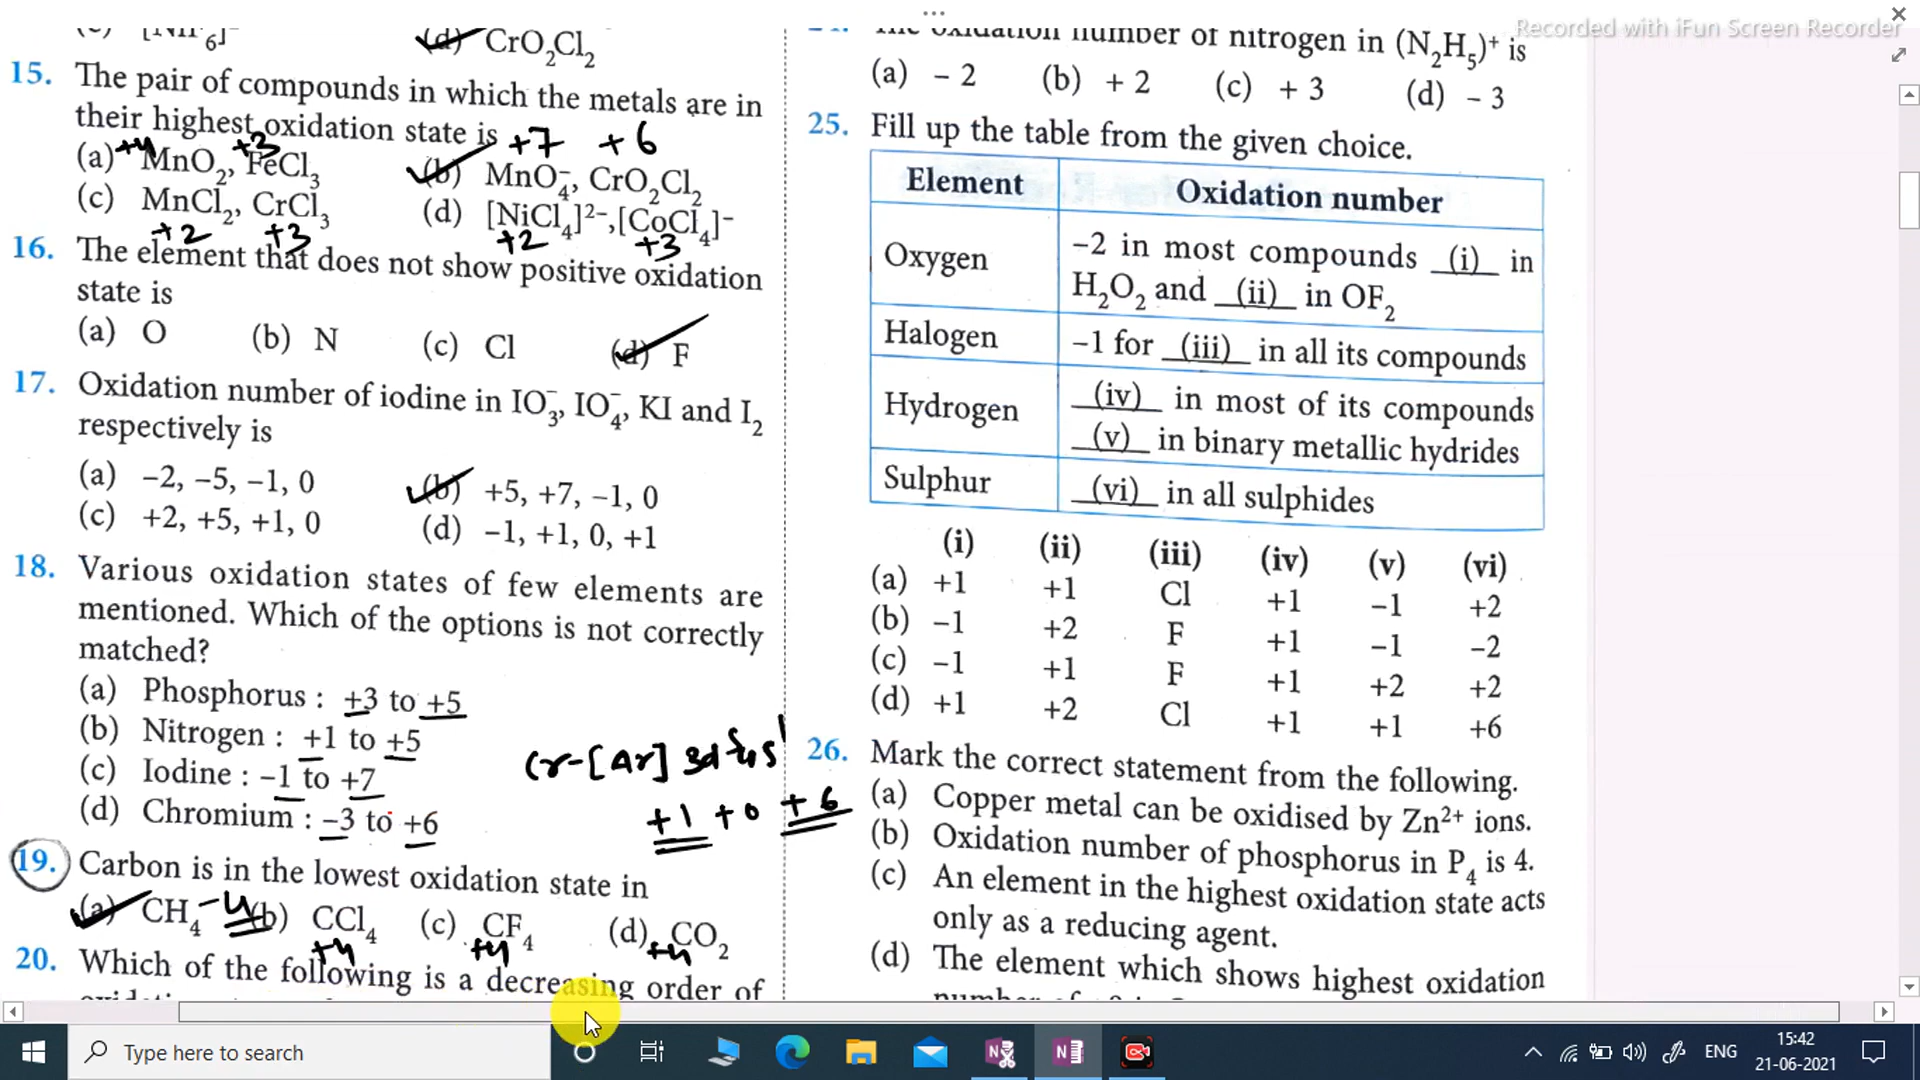 ...
Recorded with iFun Screen Recorder
(d) CrO₂Cl₂
15. The pair of compounds in which the metals are in
their highest oxidation state is +7 +6
+4 +3
(a) MnO₂, FeCl₃ (b) MnO₄⁻, CrO₂Cl₂
(c) MnCl₂, CrCl₃ (d) [NiCl₄]²⁻,[CoCl₄]⁻
+2 +3 +2 +3
16. The element that does not show positive oxidation
state is
(a) O (b) N (c) Cl (d) F
17. Oxidation number of iodine in IO₃⁻, IO₄⁻, KI and I₂
respectively is
(a) –2, –5, –1, 0 (b) +5, +7, –1, 0
(c) +2, +5, +1, 0 (d) –1, +1, 0, +1
18. Various oxidation states of few elements are
mentioned. Which of the options is not correctly
matched?
(a) Phosphorus : +3 to +5
(b) Nitrogen : +1 to +5
(c) Iodine : –1 to +7
(d) Chromium : –3 to +6
Cr-[Ar] 3d⁵4s¹
+1 to +6
19. Carbon is in the lowest oxidation state in
(a) CH₄ -4 (b) CCl₄ (c) CF₄ (d) CO₂
+4 +4 +4
20. Which of the following is a decreasing order of
The oxidation number of nitrogen in (N₂H₅)⁺ is
(a) – 2 (b) + 2 (c) + 3 (d) – 3
25. Fill up the table from the given choice.
Element Oxidation number
Oxygen –2 in most compounds __(i)__ in
H₂O₂ and __(ii)__ in OF₂
Halogen –1 for __(iii)__ in all its compounds
Hydrogen __(iv)__ in most of its compounds
__(v)__ in binary metallic hydrides
Sulphur __(vi)__ in all sulphides
(i) (ii) (iii) (iv) (v) (vi)
(a) +1 +1 Cl +1 –1 +2
(b) –1 +2 F +1 –1 –2
(c) –1 +1 F +1 +2 +2
(d) +1 +2 Cl +1 +1 +6
26. Mark the correct statement from the following.
(a) Copper metal can be oxidised by Zn²⁺ ions.
(b) Oxidation number of phosphorus in P₄ is 4.
(c) An element in the highest oxidation state acts
only as a reducing agent.
(d) The element which shows highest oxidation
Type here to search
ENG
15:42
21-06-2021